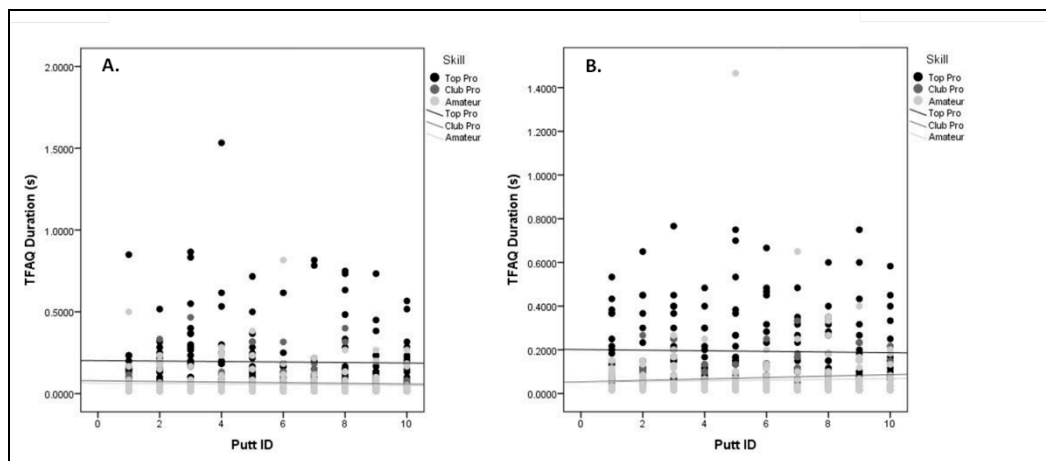 A.
TFAQ Duration (s)
2.0000
1.5000
1.0000
0.5000
0.0000
0 2 4 6 8 10
Putt ID
Skill
Top Pro
Club Pro
Amateur
Top Pro
Club Pro
Amateur
B.
TFAQ Duration (s)
1.4000
1.2000
1.0000
0.8000
0.6000
0.4000
0.2000
0.0000
0 2 4 6 8 10
Putt ID
Skill
Top Pro
Club Pro
Amateur
Top Pro
Club Pro
Amateur